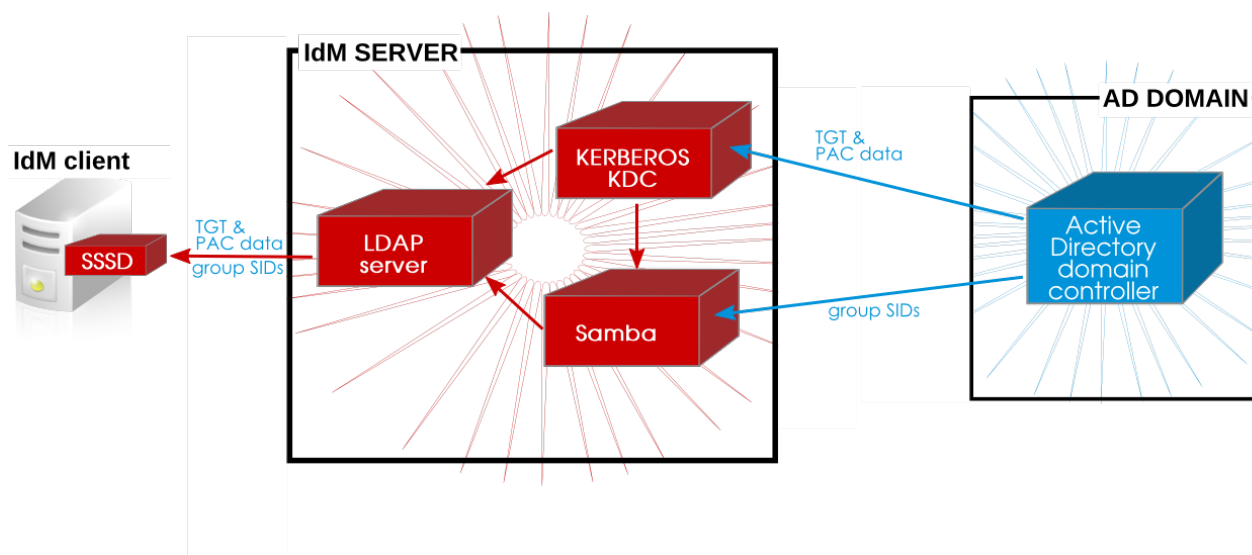 IdM SERVER
AD DOMAIN
IdM client
KERBEROS
KDC
TGT &
PAC data
LDAP
server
SSSD
TGT &
PAC data
group SIDs
Samba
group SIDs
Active
Directory
domain
controller